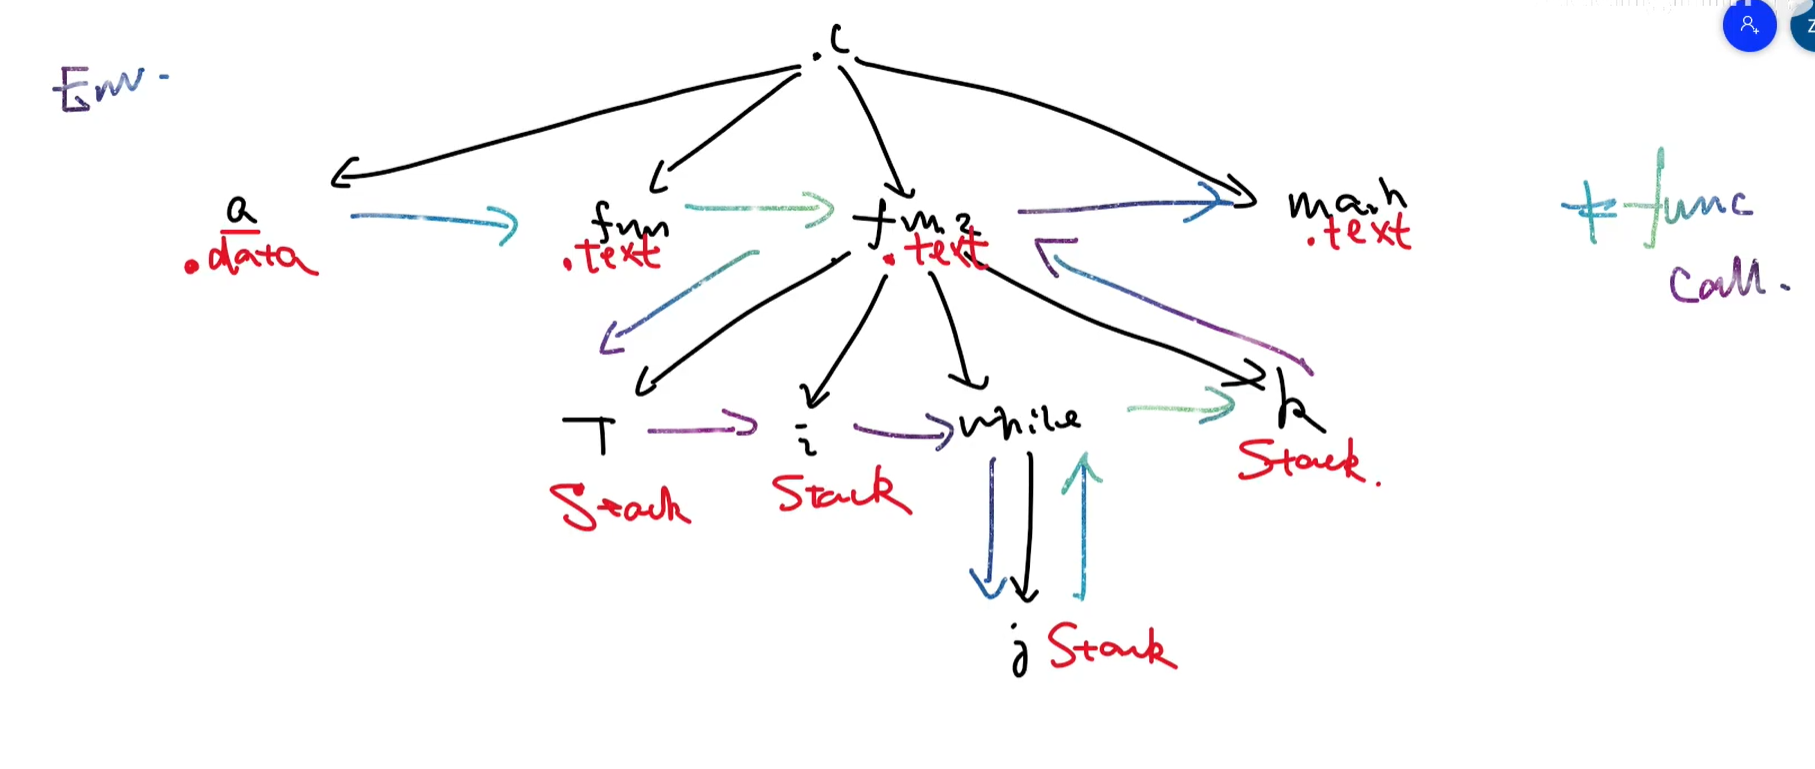 .c
Env.
a
fun
fun2
main
≠ func
call.
.data
.text
.text
.text
T
i
while
k
Stack
Stack
Stack.
j Stack
Z